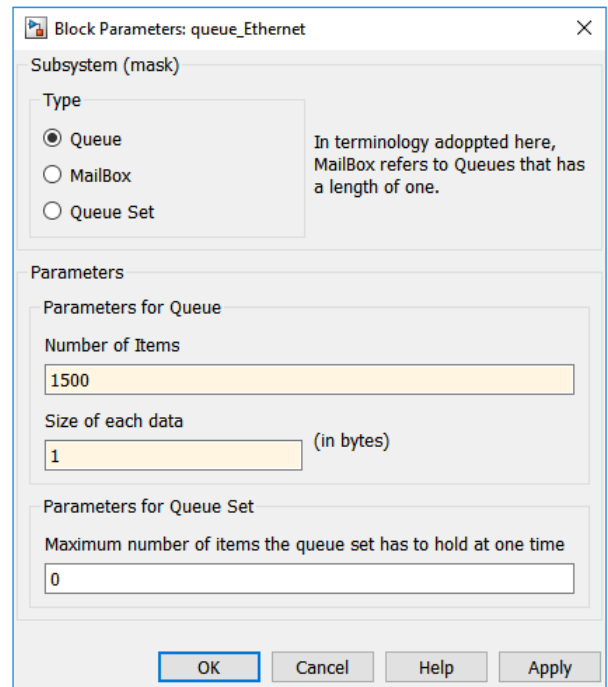 Block Parameters: queue_Ethernet
Subsystem (mask)
Type
Queue
MailBox
Queue Set
In terminology adoppted here,
MailBox refers to Queues that has
a length of one.
Parameters
Parameters for Queue
Number of Items
1500
Size of each data
1
(in bytes)
Parameters for Queue Set
Maximum number of items the queue set has to hold at one time
0
OK Cancel Help Apply